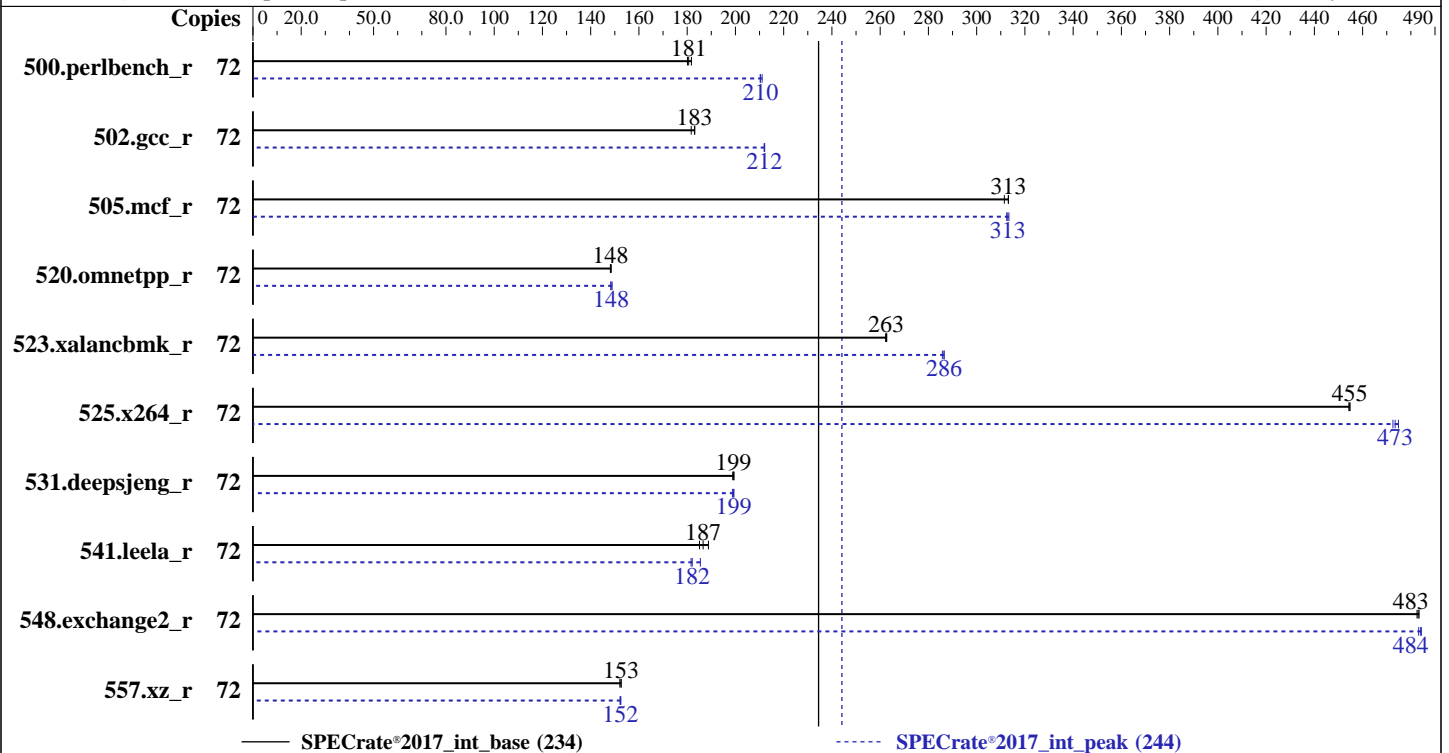 Copies 0 20.0 50.0 80.0 100 120 140 160 180 200 220 240 260 280 300 320 340 360 380 400 420 440 460 490
181
500.perlbench_r 72
210
183
502.gcc_r 72
212
313
505.mcf_r 72
313
148
520.omnetpp_r 72
148
263
523.xalancbmk_r 72
286
455
525.x264_r 72
473
199
531.deepsjeng_r 72
199
187
541.leela_r 72
182
483
548.exchange2_r 72
484
153
557.xz_r 72
152
SPECrate®2017_int_base (234) SPECrate®2017_int_peak (244)